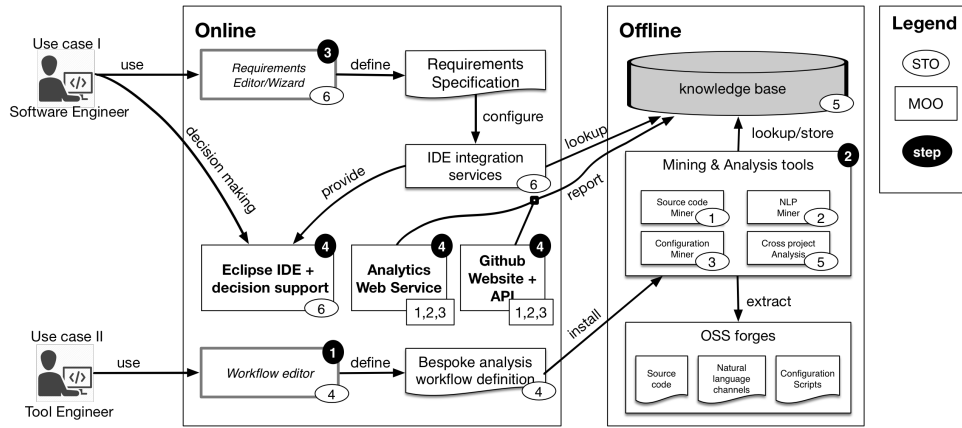 Online
Offline
Legend
STO
MOO
step
Use case I
</>
Software Engineer
use
3
Requirements
Editor/Wizard
6
define
Requirements
Specification
configure
IDE integration
services
6
lookup
report
provide
decision making
4
Eclipse IDE +
decision support
6
4
Analytics
Web Service
1,2,3
4
Github
Website +
API
1,2,3
knowledge base
5
lookup/store
2
Mining & Analysis tools
Source code
Miner
1
NLP
Miner
2
Configuration
Miner
3
Cross project
Analysis
5
extract
install
OSS forges
Source
code
Natural
language
channels
Configuration
Scripts
Use case II
</>
Tool Engineer
use
1
Workflow editor
4
define
Bespoke analysis
workflow definition
4